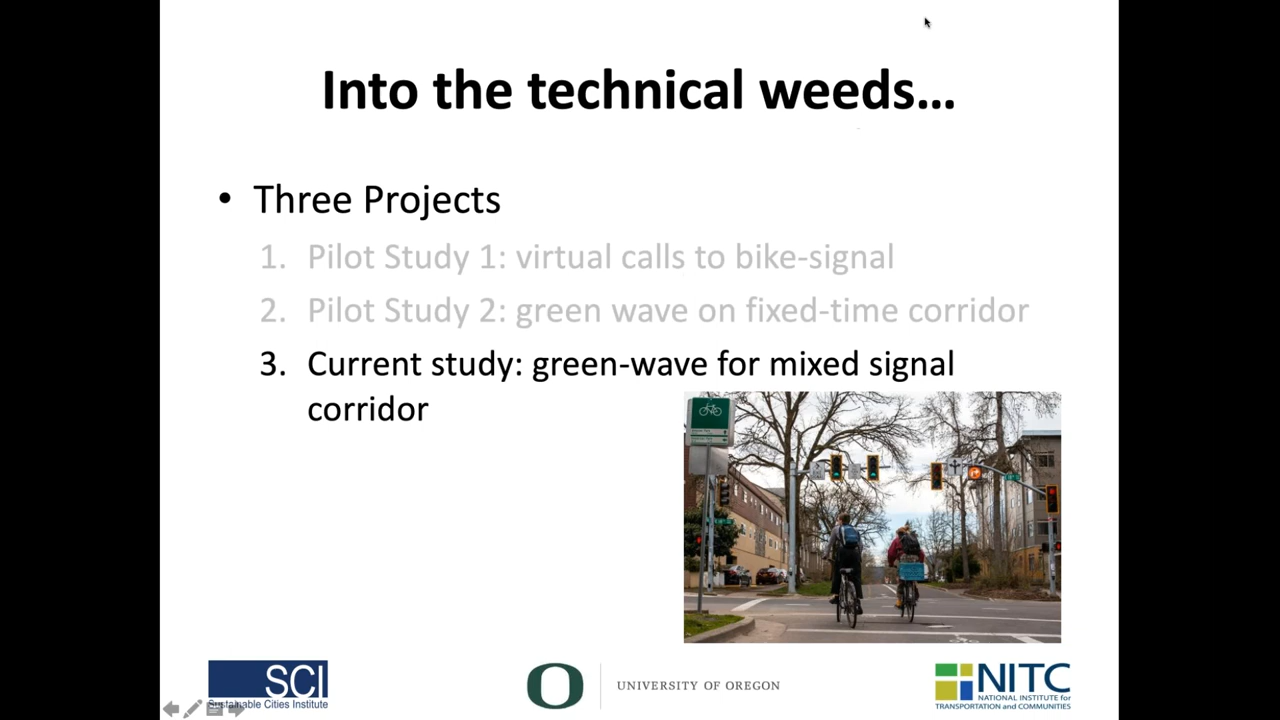 Into the technical weeds…
• Three Projects
1. Pilot Study 1: virtual calls to bike-signal
2. Pilot Study 2: green wave on fixed-time corridor
3. Current study: green-wave for mixed signal
corridor
SCI
Sustainable Cities Institute
O
UNIVERSITY OF OREGON
NITC
NATIONAL INSTITUTE for
TRANSPORTATION and COMMUNITIES